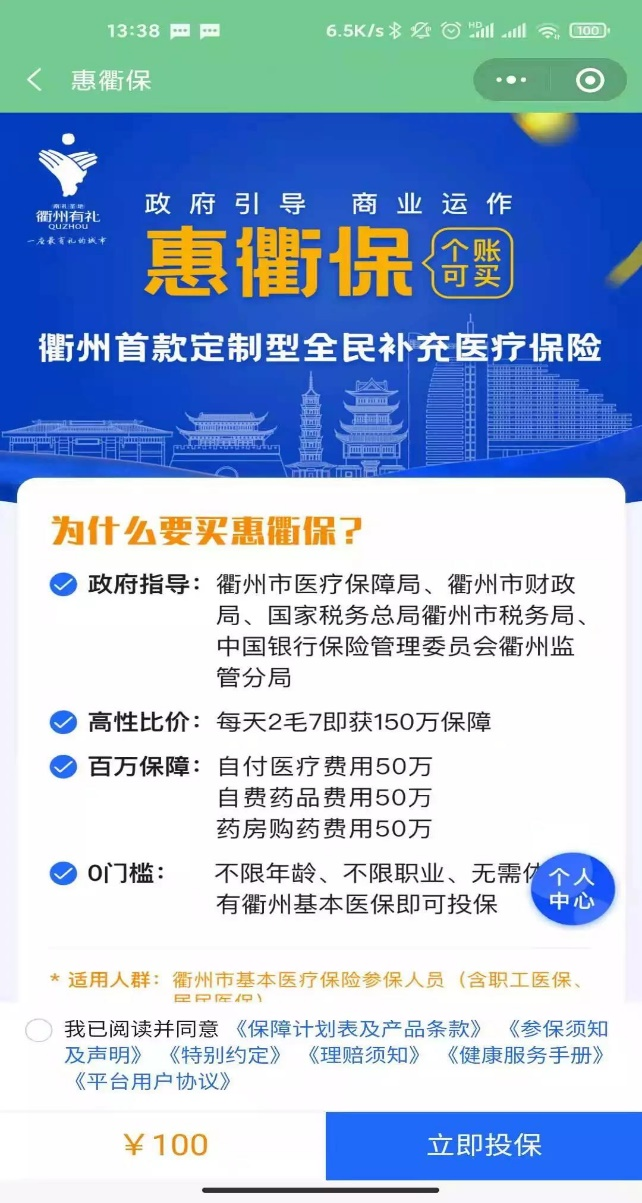 13:38
6.5K/s
HD
100
惠衢保
南孔圣地
衢州有礼
QUZHOU
一座最有礼的城市
政府引导 商业运作
惠衢保
个账
可买
衢州首款定制型全民补充医疗保险
为什么要买惠衢保？
政府指导：衢州市医疗保障局、衢州市财政
局、国家税务总局衢州市税务局、
中国银行保险管理委员会衢州监
管分局
高性比价：每天2毛7即获150万保障
百万保障：自付医疗费用50万
自费药品费用50万
药房购药费用50万
0门槛：不限年龄、不限职业、无需
有衢州基本医保即可投保
个人
中心
* 适用人群：衢州市基本医疗保险参保人员（含职工医保、
居民医保）
我已阅读并同意《保障计划表及产品条款》《参保须知
及声明》《特别约定》《理赔须知》《健康服务手册》
《平台用户协议》
￥100
立即投保